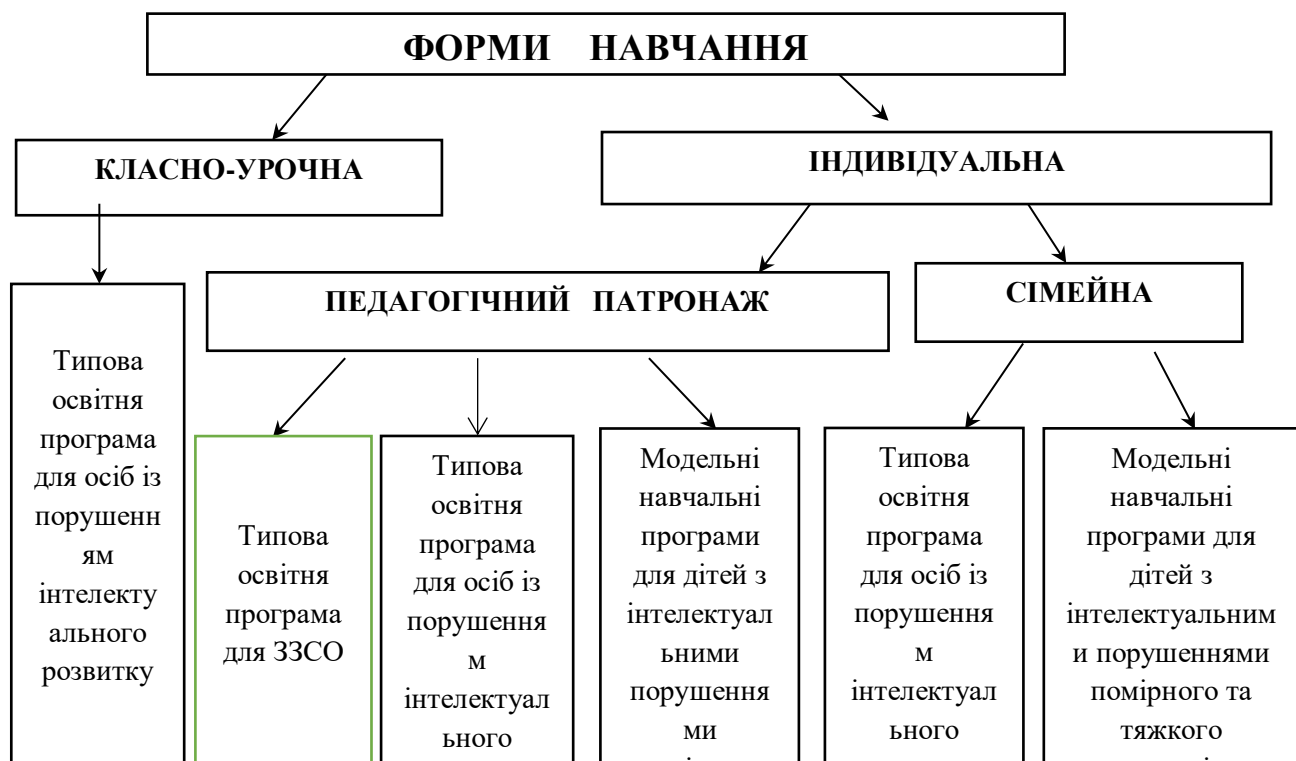 ФОРМИ НАВЧАННЯ
КЛАСНО-УРОЧНА
ІНДИВІДУАЛЬНА
ПЕДАГОГІЧНИЙ ПАТРОНАЖ
СІМЕЙНА
Типова
освітня
програма
для осіб із
порушенн
ям
інтелекту
ального
розвитку
Типова
освітня
програма
для ЗЗСО
Типова
освітня
програма
для осіб із
порушення
м
інтелектуал
ьного
Модельні
навчальні
програми
для дітей з
інтелектуал
ьними
порушення
ми
Типова
освітня
програма
для осіб із
порушення
м
інтелектуал
ьного
Модельні
навчальні
програми для
дітей з
інтелектуальним
и порушеннями
помірного та
тяжкого